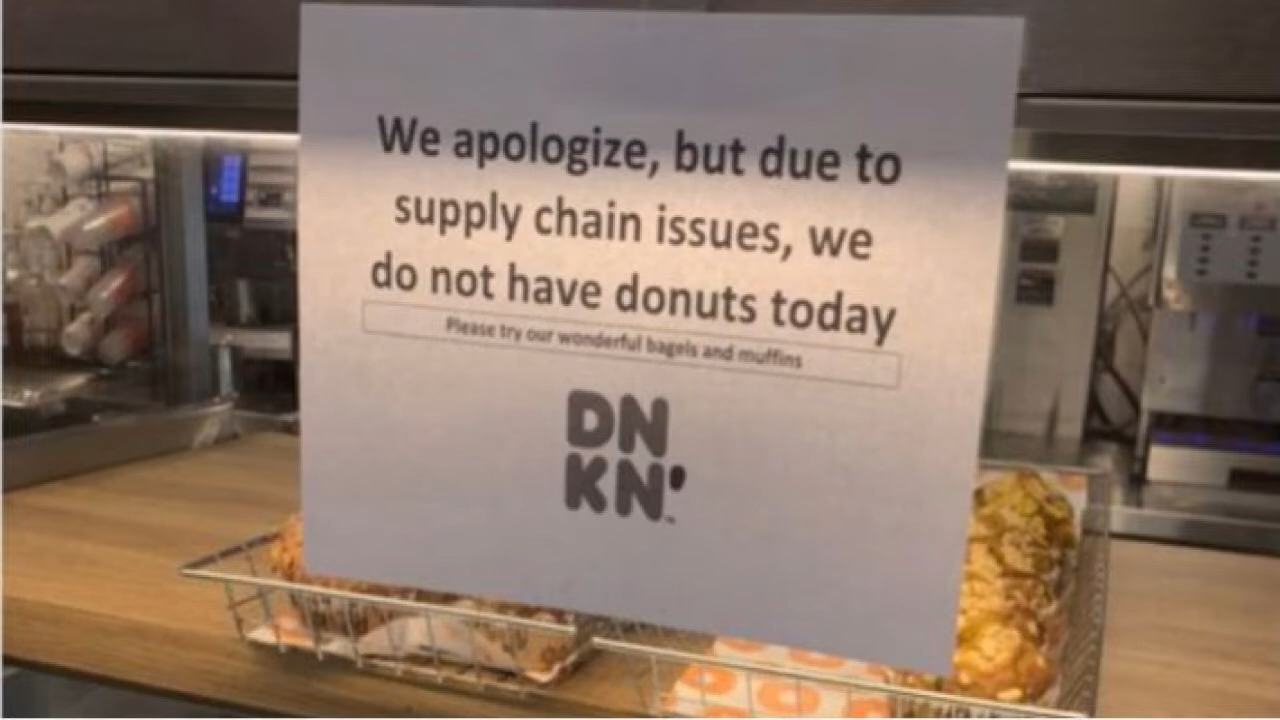 We apologize, but due to
supply chain issues, we
do not have donuts today
Please try our wonderful bagels and muffins
DN
KN'